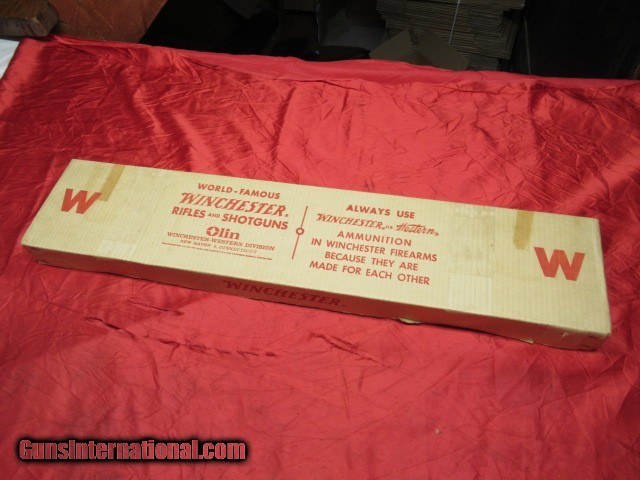 W
WORLD-FAMOUS
WINCHESTER®
RIFLES AND SHOTGUNS
Olin
WINCHESTER-WESTERN DIVISION
NEW HAVEN 4, CONNECTICUT
ALWAYS USE
WINCHESTER® OR Western®
AMMUNITION
IN WINCHESTER FIREARMS
BECAUSE THEY ARE
MADE FOR EACH OTHER
W
WINCHESTER®
GunsInternational.com